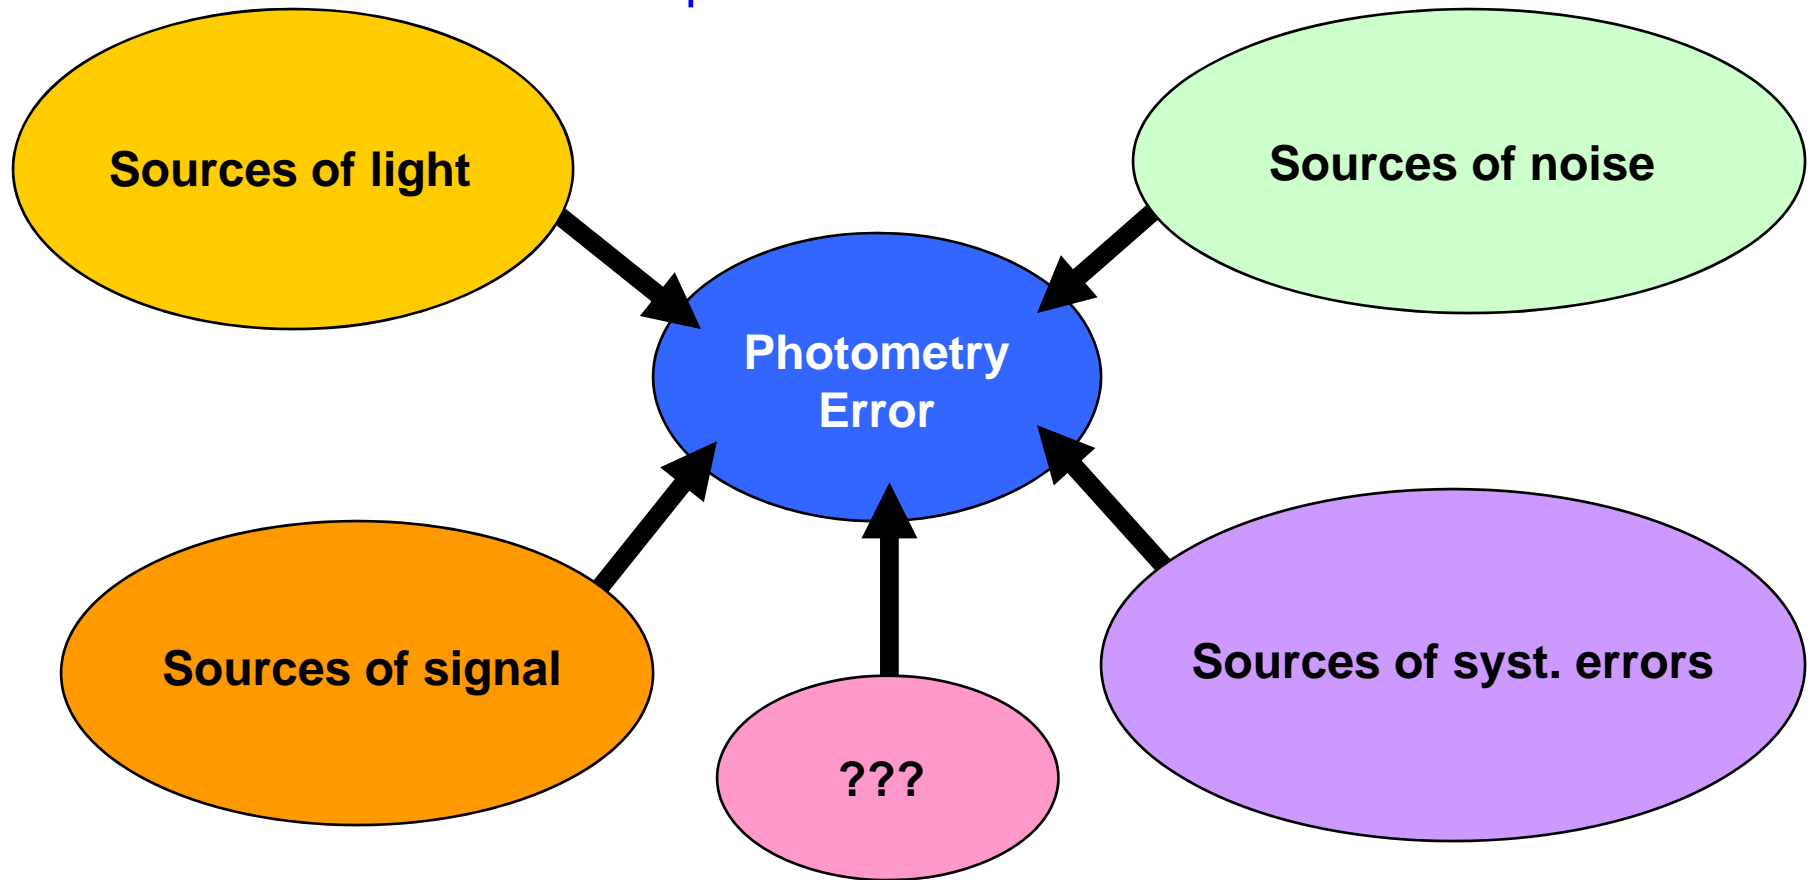 Sources of light
Sources of noise
Photometry
Error
Sources of signal
Sources of syst. errors
???